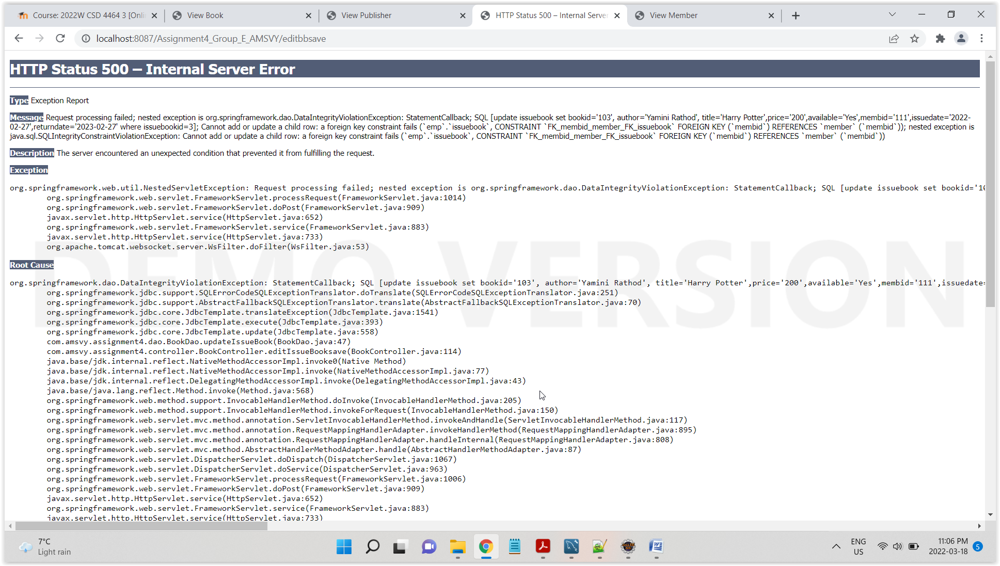 Course: 2022W CSD 4464 3 [Onli
View Book
View Publisher
HTTP Status 500 – Internal Server
View Member
localhost:8087/Assignment4_Group_E_AMSVY/editbbsave
HTTP Status 500 – Internal Server Error
Type Exception Report
Message Request processing failed; nested exception is org.springframework.dao.DataIntegrityViolationException: StatementCallback; SQL [update issuebook set bookid='103', author='Yamini Rathod', title='Harry Potter',price='200',available='Yes',membid='111',issuedate='2022-
02-27',returndate='2023-02-27' where issuebookid=3]; Cannot add or update a child row: a foreign key constraint fails (`emp`.`issuebook`, CONSTRAINT `FK_membid_member_FK_issuebook` FOREIGN KEY (`membid`) REFERENCES `member` (`membid`)); nested exception is
java.sql.SQLIntegrityConstraintViolationException: Cannot add or update a child row: a foreign key constraint fails (`emp`.`issuebook`, CONSTRAINT `FK_membid_member_FK_issuebook` FOREIGN KEY (`membid`) REFERENCES `member` (`membid`))
Description The server encountered an unexpected condition that prevented it from fulfilling the request.
Exception
org.springframework.web.util.NestedServletException: Request processing failed; nested exception is org.springframework.dao.DataIntegrityViolationException: StatementCallback; SQL [update issuebook set bookid='10
org.springframework.web.servlet.FrameworkServlet.processRequest(FrameworkServlet.java:1014)
org.springframework.web.servlet.FrameworkServlet.doPost(FrameworkServlet.java:909)
javax.servlet.http.HttpServlet.service(HttpServlet.java:652)
org.springframework.web.servlet.FrameworkServlet.service(FrameworkServlet.java:883)
javax.servlet.http.HttpServlet.service(HttpServlet.java:733)
org.apache.tomcat.websocket.server.WsFilter.doFilter(WsFilter.java:53)
DEMO VERSION
Root Cause
org.springframework.dao.DataIntegrityViolationException: StatementCallback; SQL [update issuebook set bookid='103', author='Yamini Rathod', title='Harry Potter',price='200',available='Yes',membid='111',issuedate=
org.springframework.jdbc.support.SQLErrorCodeSQLExceptionTranslator.doTranslate(SQLErrorCodeSQLExceptionTranslator.java:251)
org.springframework.jdbc.support.AbstractFallbackSQLExceptionTranslator.translate(AbstractFallbackSQLExceptionTranslator.java:70)
org.springframework.jdbc.core.JdbcTemplate.translateException(JdbcTemplate.java:1541)
org.springframework.jdbc.core.JdbcTemplate.execute(JdbcTemplate.java:393)
org.springframework.jdbc.core.JdbcTemplate.update(JdbcTemplate.java:558)
com.amsvy.assignment4.dao.BookDao.updateIssueBook(BookDao.java:47)
com.amsvy.assignment4.controller.BookController.editIssueBooksave(BookController.java:114)
java.base/jdk.internal.reflect.NativeMethodAccessorImpl.invoke0(Native Method)
java.base/jdk.internal.reflect.NativeMethodAccessorImpl.invoke(NativeMethodAccessorImpl.java:77)
java.base/jdk.internal.reflect.DelegatingMethodAccessorImpl.invoke(DelegatingMethodAccessorImpl.java:43)
java.base/java.lang.reflect.Method.invoke(Method.java:568)
org.springframework.web.method.support.InvocableHandlerMethod.doInvoke(InvocableHandlerMethod.java:205)
org.springframework.web.method.support.InvocableHandlerMethod.invokeForRequest(InvocableHandlerMethod.java:150)
org.springframework.web.servlet.mvc.method.annotation.ServletInvocableHandlerMethod.invokeAndHandle(ServletInvocableHandlerMethod.java:117)
org.springframework.web.servlet.mvc.method.annotation.RequestMappingHandlerAdapter.invokeHandlerMethod(RequestMappingHandlerAdapter.java:895)
org.springframework.web.servlet.mvc.method.annotation.RequestMappingHandlerAdapter.handleInternal(RequestMappingHandlerAdapter.java:808)
org.springframework.web.servlet.mvc.method.AbstractHandlerMethodAdapter.handle(AbstractHandlerMethodAdapter.java:87)
org.springframework.web.servlet.DispatcherServlet.doDispatch(DispatcherServlet.java:1067)
org.springframework.web.servlet.DispatcherServlet.doService(DispatcherServlet.java:963)
org.springframework.web.servlet.FrameworkServlet.processRequest(FrameworkServlet.java:1006)
org.springframework.web.servlet.FrameworkServlet.doPost(FrameworkServlet.java:909)
javax.servlet.http.HttpServlet.service(HttpServlet.java:652)
org.springframework.web.servlet.FrameworkServlet.service(FrameworkServlet.java:883)
javax.servlet.http.HttpServlet.service(HttpServlet.java:733)
7°C
Light rain
ENG
US
11:06 PM
2022-03-18
5